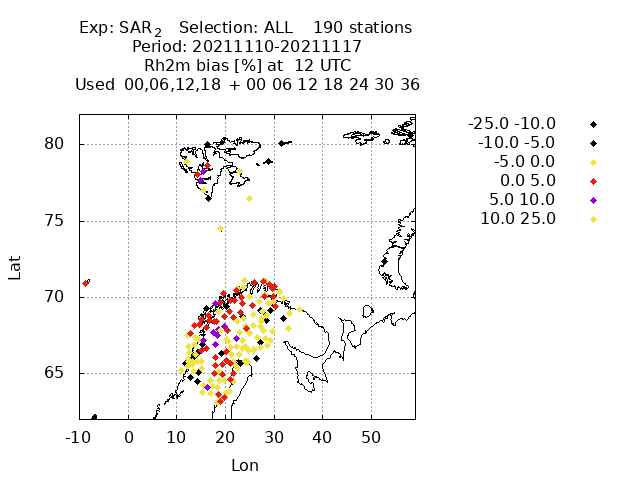 Exp: SAR2 Selection: ALL 190 stations
Period: 20211110-20211117
Rh2m bias [%] at 12 UTC
Used 00,06,12,18 + 00 06 12 18 24 30 36
-25.0 -10.0
-10.0 -5.0
-5.0 0.0
0.0 5.0
5.0 10.0
10.0 25.0
80
75
70
65
Lat
-10 0 10 20 30 40 50
Lon